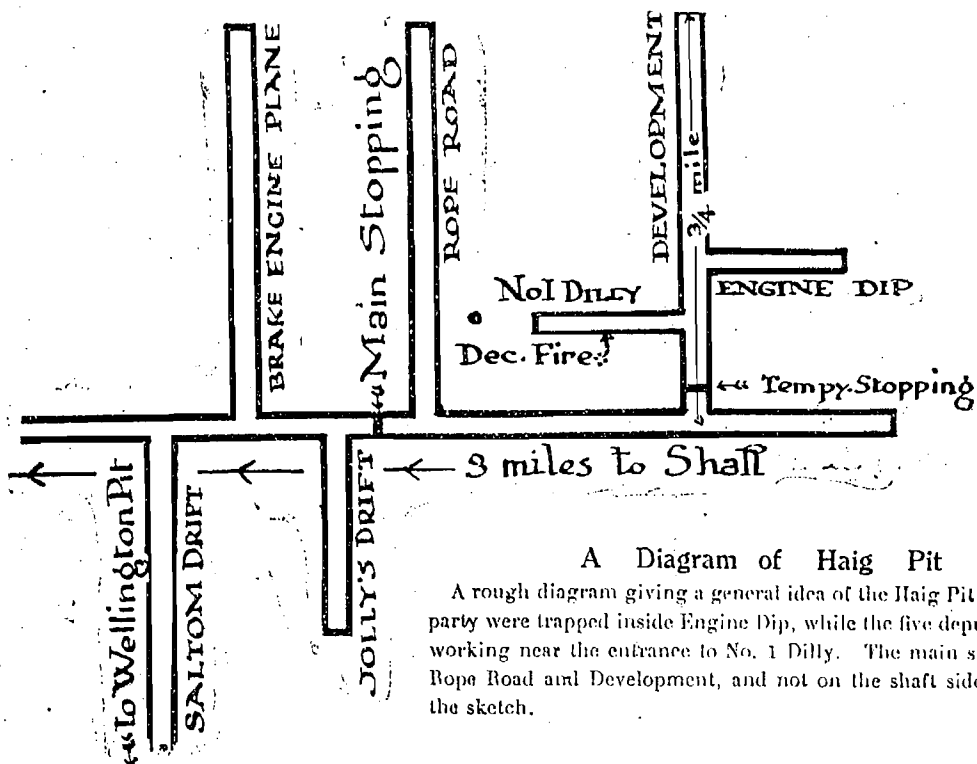 BRAKE ENGINE PLANE
Main Stopping
ROPE ROAD
DEVELOPMENT
3/4 mile
ENGINE DIP
No1 DILLY
Dec. Fire
Tempy. Stopping
3 miles to Shaft
to Wellington Pit
SALTOM DRIFT
JOLLY'S DRIFT
A Diagram of Haig Pit
A rough diagram giving a general idea of the Haig Pit
party were trapped inside Engine Dip, while the five depu
working near the entrance to No. 1 Dilly. The main s
Rope Road and Development, and not on the shaft side
the sketch.